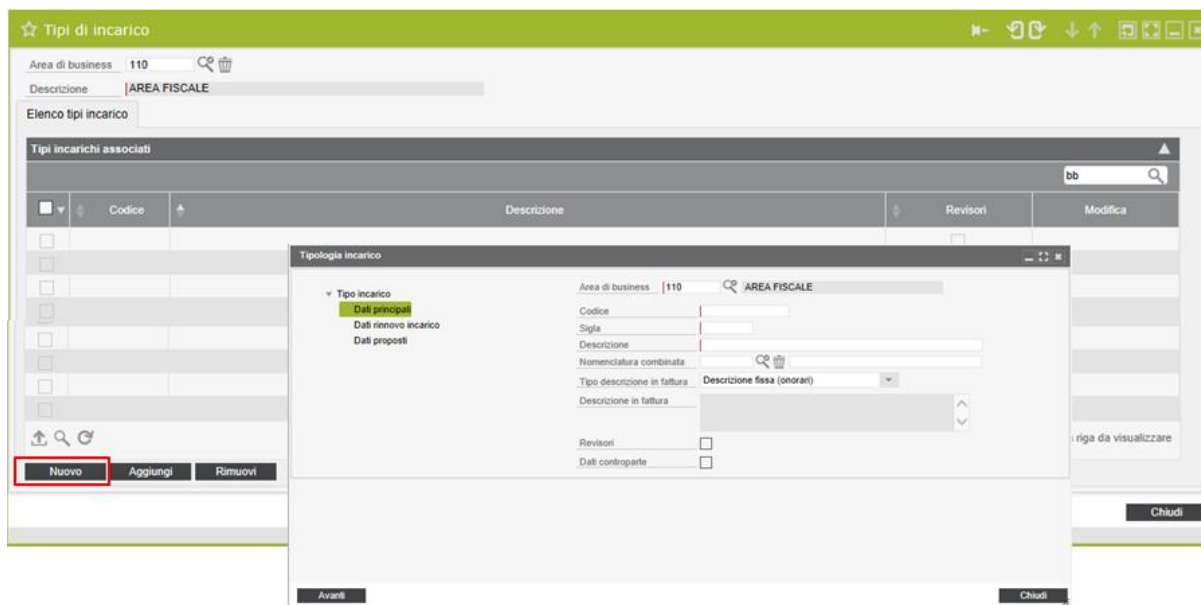 Tipi di incarico
Area di business 110
Descrizione AREA FISCALE
Elenco tipi incarico
Tipi incarichi associati
bb
Codice Descrizione Revisori Modifica
Tipologia incarico
Tipo incarico
Dati principali
Dati rinnovo incarico
Dati proposti
Area di business 110 AREA FISCALE
Codice
Sigla
Descrizione
Nomenclatura combinata
Tipo descrizione in fattura Descrizione fissa (onorari)
Descrizione in fattura
Revisori
Dati controparte
riga da visualizzare
Nuovo Aggiungi Rimuovi
Chiudi
Avanti Chiudi